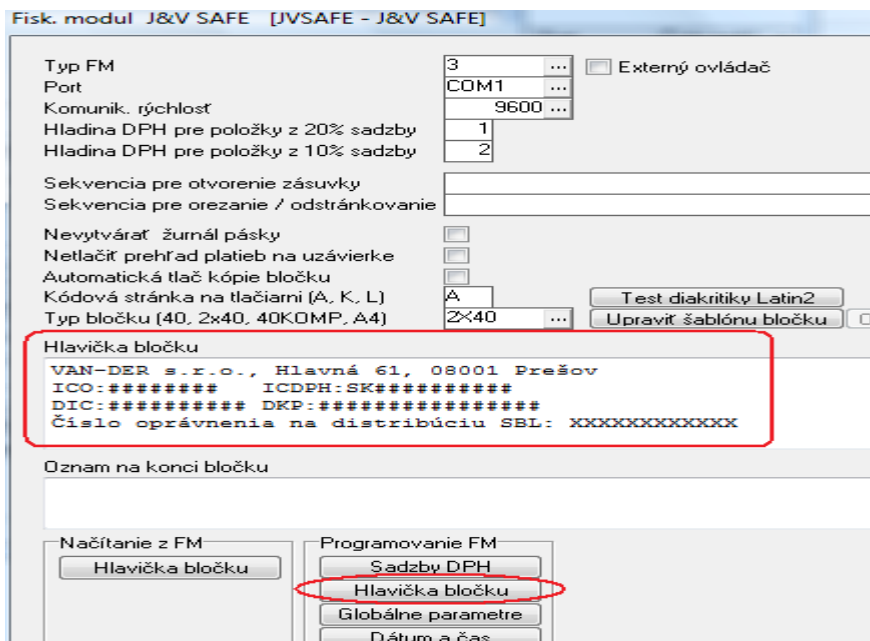 Fisk. modul J&V SAFE [JVSAFE - J&V SAFE]
Typ FM 3 ... Externý ovládač
Port COM1 ...
Komunik. rýchlosť 9600 ...
Hladina DPH pre položky z 20% sadzby 1
Hladina DPH pre položky z 10% sadzby 2
Sekvencia pre otvorenie zásuvky
Sekvencia pre orezanie / odstránkovanie
Nevytvárať žurnál pásky
Netlačiť prehľad platieb na uzávierke
Automatická tlač kópie bločku
Kódová stránka na tlačiarni (A, K, L) A Test diakritiky Latin2
Typ bločku (40, 2x40, 40KOMP, A4) 2X40 ... Upraviť šablónu bločku
Hlavička bločku
VAN-DER s.r.o., Hlavná 61, 08001 Prešov
ICO:######## ICDPH:SK##########
DIC:########## DKP:################
Číslo oprávnenia na distribúciu SBL: XXXXXXXXXXXX
Oznam na konci bločku
Načítanie z FM Programovanie FM
Hlavička bločku Sadzby DPH
Hlavička bločku
Globálne parametre
Dátum a čas